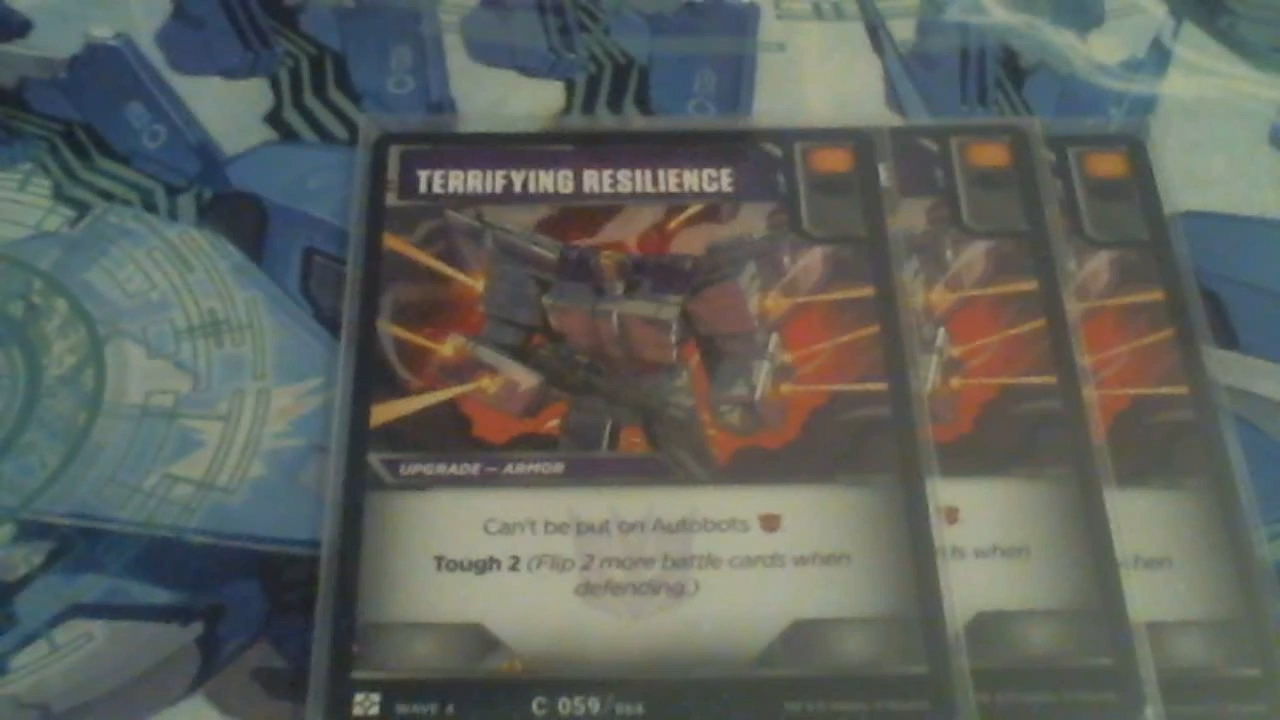 TERRIFYING RESILIENCE
UPGRADE — ARMOR
Can't be put on Autobots
Tough 2 (Flip 2 more battle cards when
defending.)
when
WAVE 4
C 059/